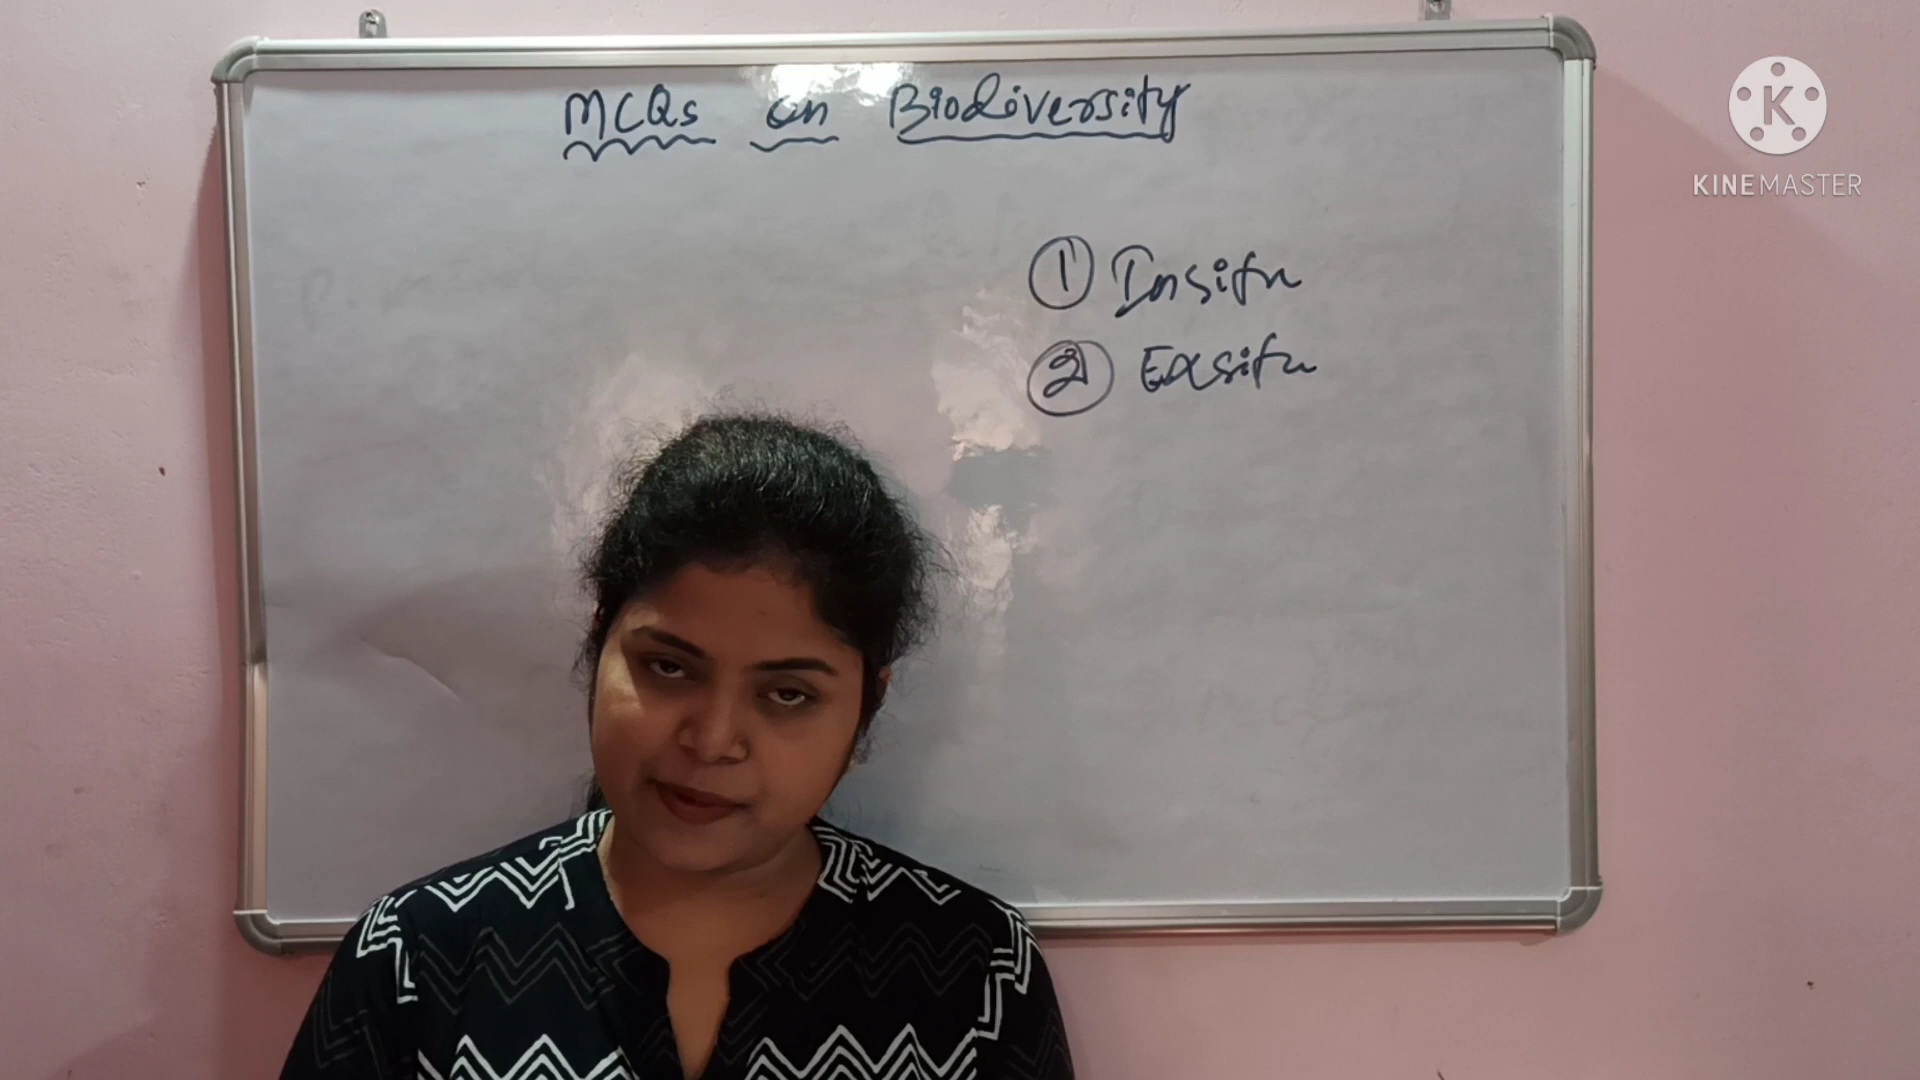 MCQs on Biodiversity
① Insitu
② Exsitu
K
KINEMASTER